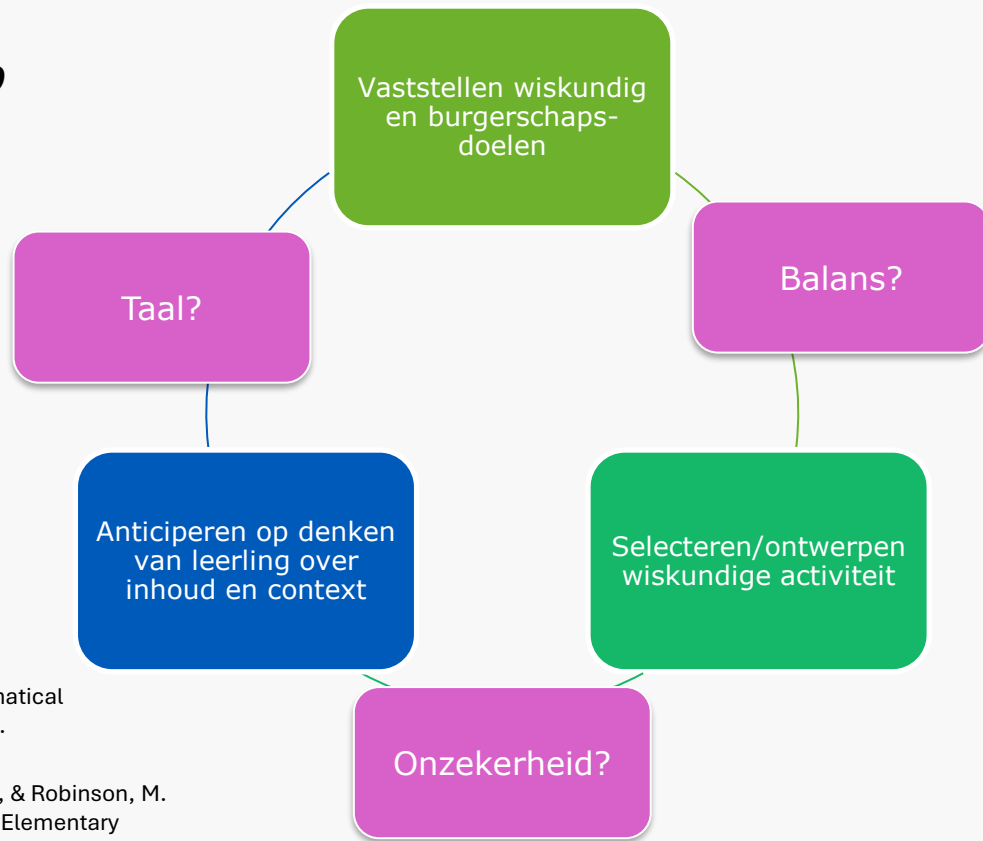 Vaststellen wiskundig
en burgerschaps-
doelen
Taal?
Balans?
Anticiperen op denken
van leerling over
inhoud en context
Selecteren/ontwerpen
wiskundige activiteit
Onzekerheid?
, & Robinson, M.
Elementary